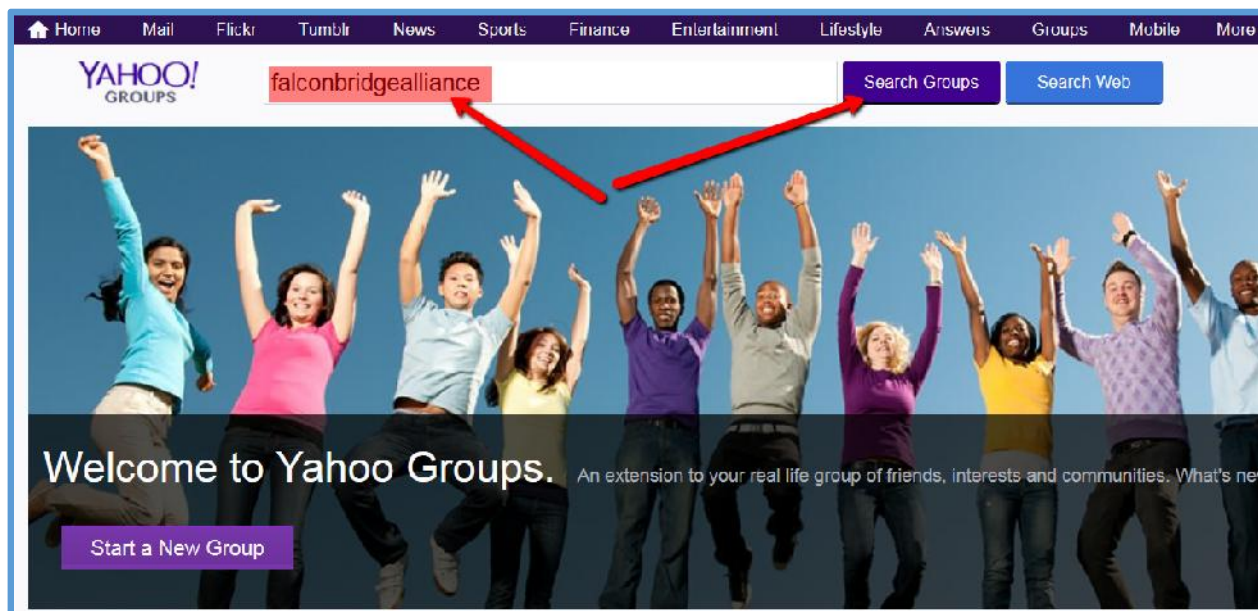 Home Mail Flickr Tumblr News Sports Finance Entertainment Lifestyle Answers Groups Mobile More
YAHOO!
GROUPS
falconbridgealliance
Search Groups
Search Web
Welcome to Yahoo Groups. An extension to your real life group of friends, interests and communities. What's ne
Start a New Group